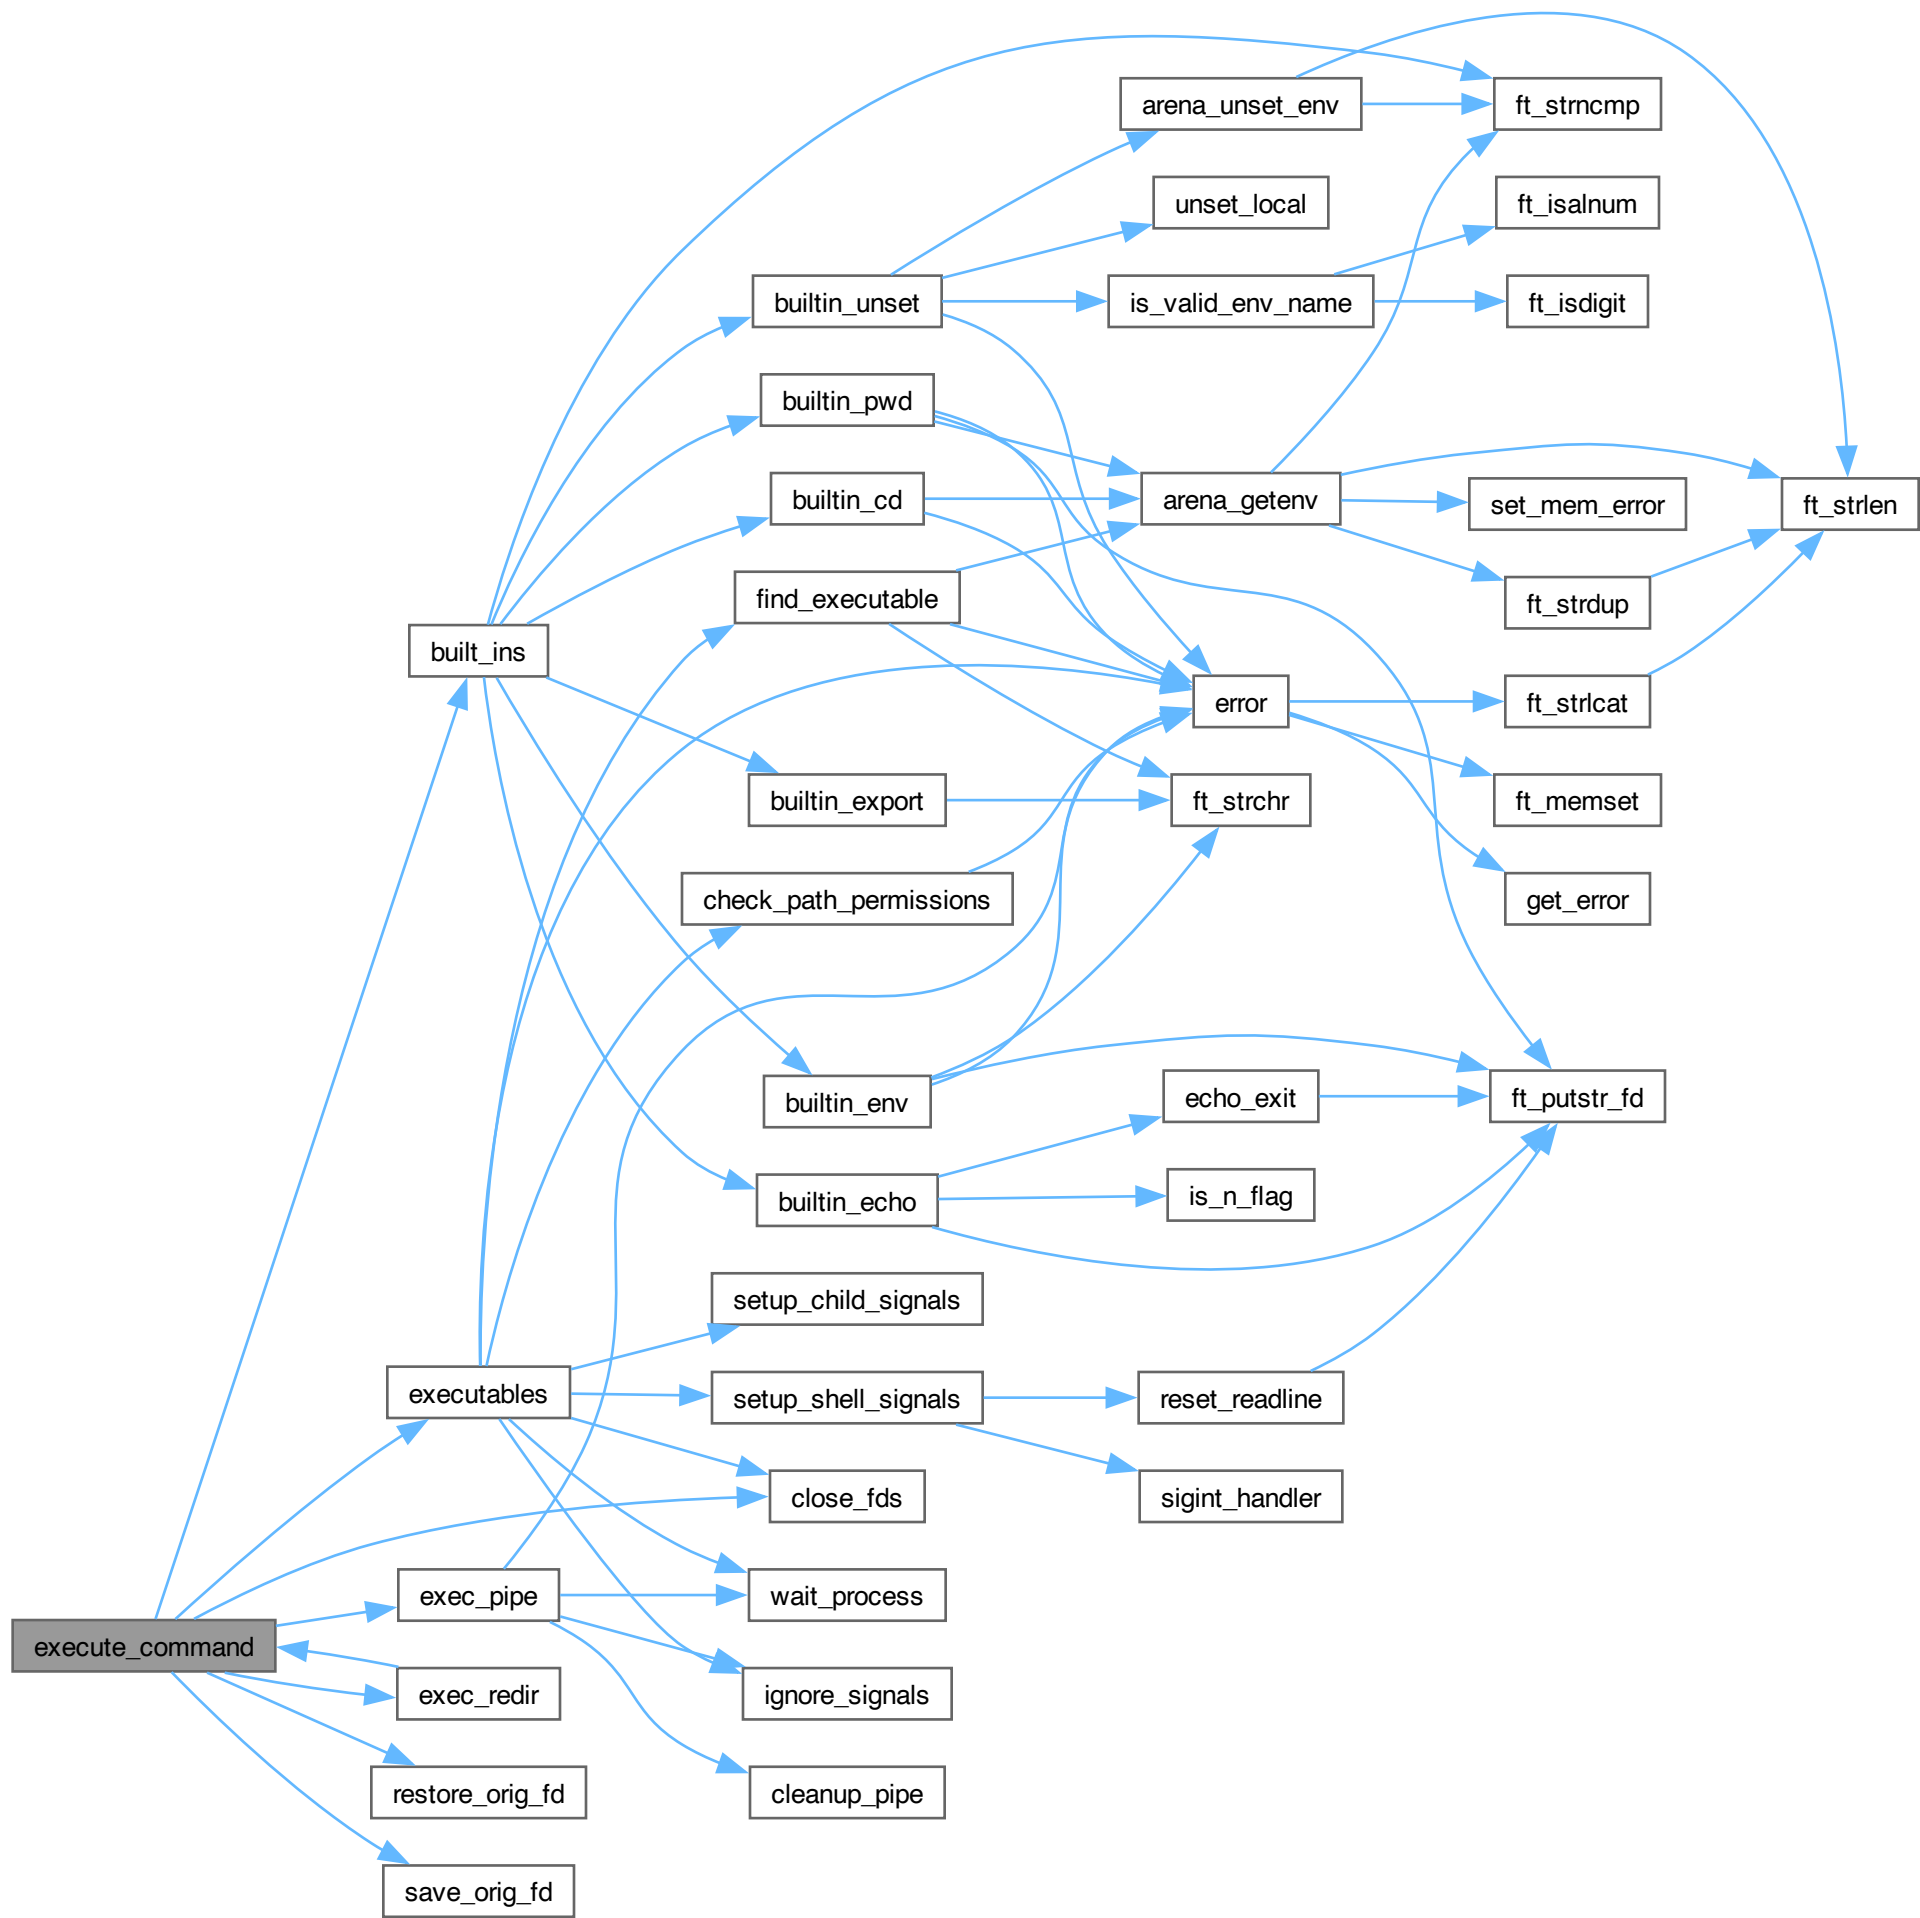 arena_unset_env
ft_strncmp
unset_local
ft_isalnum
builtin_unset
is_valid_env_name
ft_isdigit
builtin_pwd
builtin_cd
arena_getenv
set_mem_error
ft_strlen
find_executable
ft_strdup
built_ins
error
ft_strlcat
builtin_export
ft_strchr
ft_memset
check_path_permissions
get_error
builtin_env
echo_exit
ft_putstr_fd
builtin_echo
is_n_flag
setup_child_signals
executables
setup_shell_signals
reset_readline
close_fds
sigint_handler
exec_pipe
wait_process
execute_command
exec_redir
ignore_signals
restore_orig_fd
cleanup_pipe
save_orig_fd